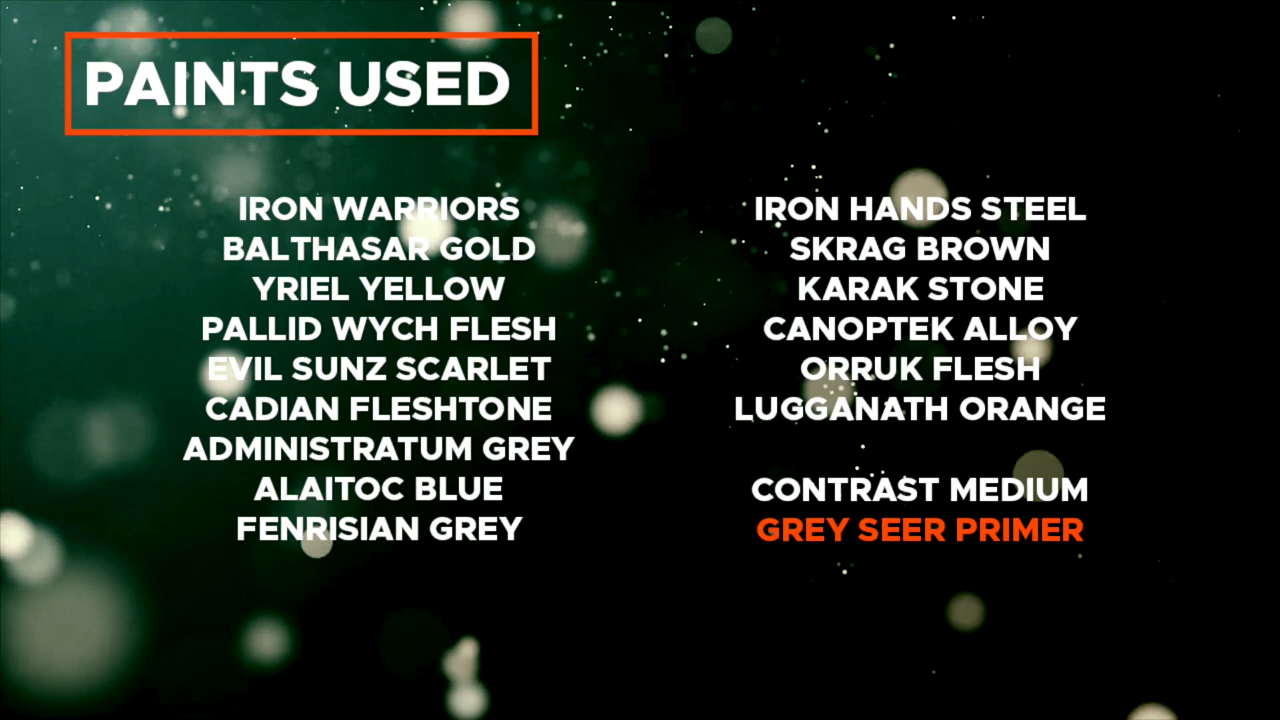 PAINTS USED
IRON WARRIORS
BALTHASAR GOLD
YRIEL YELLOW
PALLID WYCH FLESH
EVIL SUNZ SCARLET
CADIAN FLESHTONE
ADMINISTRATUM GREY
ALAITOC BLUE
FENRISIAN GREY
IRON HANDS STEEL
SKRAG BROWN
KARAK STONE
CANOPTEK ALLOY
ORRUK FLESH
LUGGANATH ORANGE
CONTRAST MEDIUM
GREY SEER PRIMER